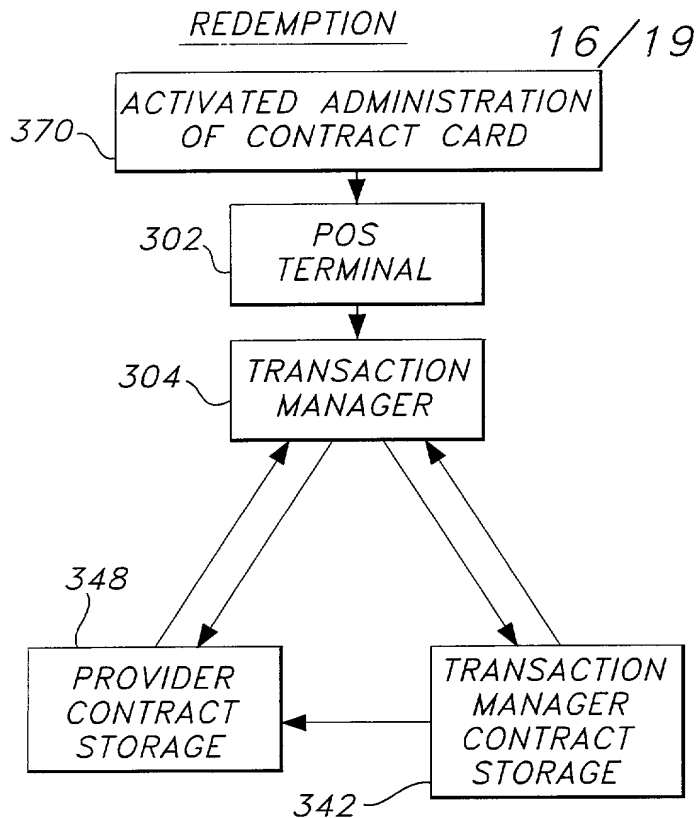 REDEMPTION
16/19
ACTIVATED ADMINISTRATION
OF CONTRACT CARD
370
POS
TERMINAL
302
TRANSACTION
MANAGER
304
348
PROVIDER
CONTRACT
STORAGE
TRANSACTION
MANAGER
CONTRACT
STORAGE
342